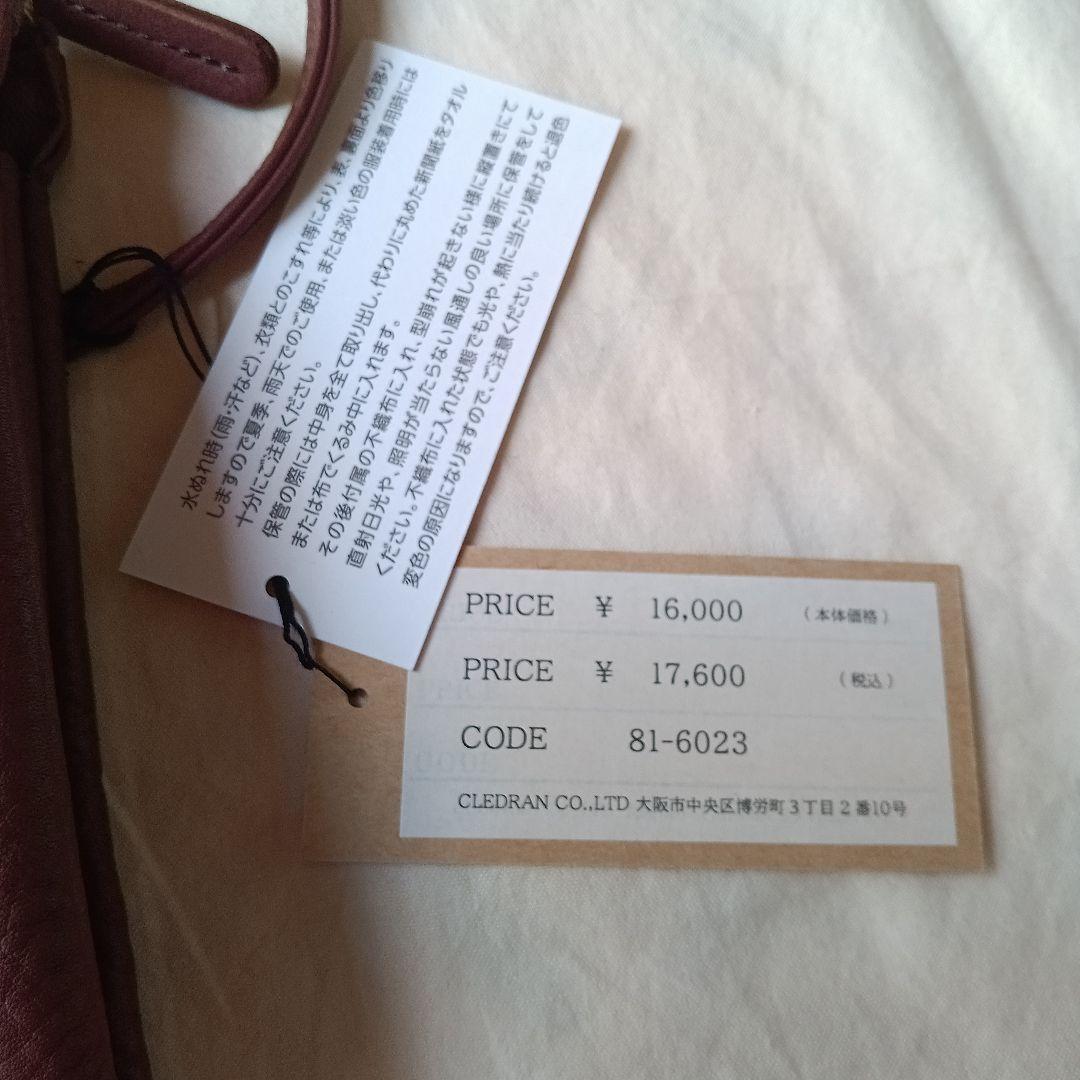 水ぬれ時(雨・汗など)、衣類とのこすれ等により、表、裏面より色移り
しますので夏季、雨天でのご使用、または淡い色の服装着用時には
十分にご注意ください。
保管の際には中身を全て取り出し、代わりに丸めた新聞紙をタオル
または布でくるみ中に入れます。
その後付属の不織布に入れ、型崩れが起きない様に縦置きにて
直射日光や、照明が当たらない風通しの良い場所に保管をして
ください。不織布に入れた状態でも光や、熱に当たり続けると退色
変色の原因になりますので、ご注意ください。
PRICE ¥ 16,000 (本体価格)
PRICE ¥ 17,600 (税込)
CODE 81-6023
CLEDRAN CO.,LTD 大阪市中央区博労町3丁目2番10号